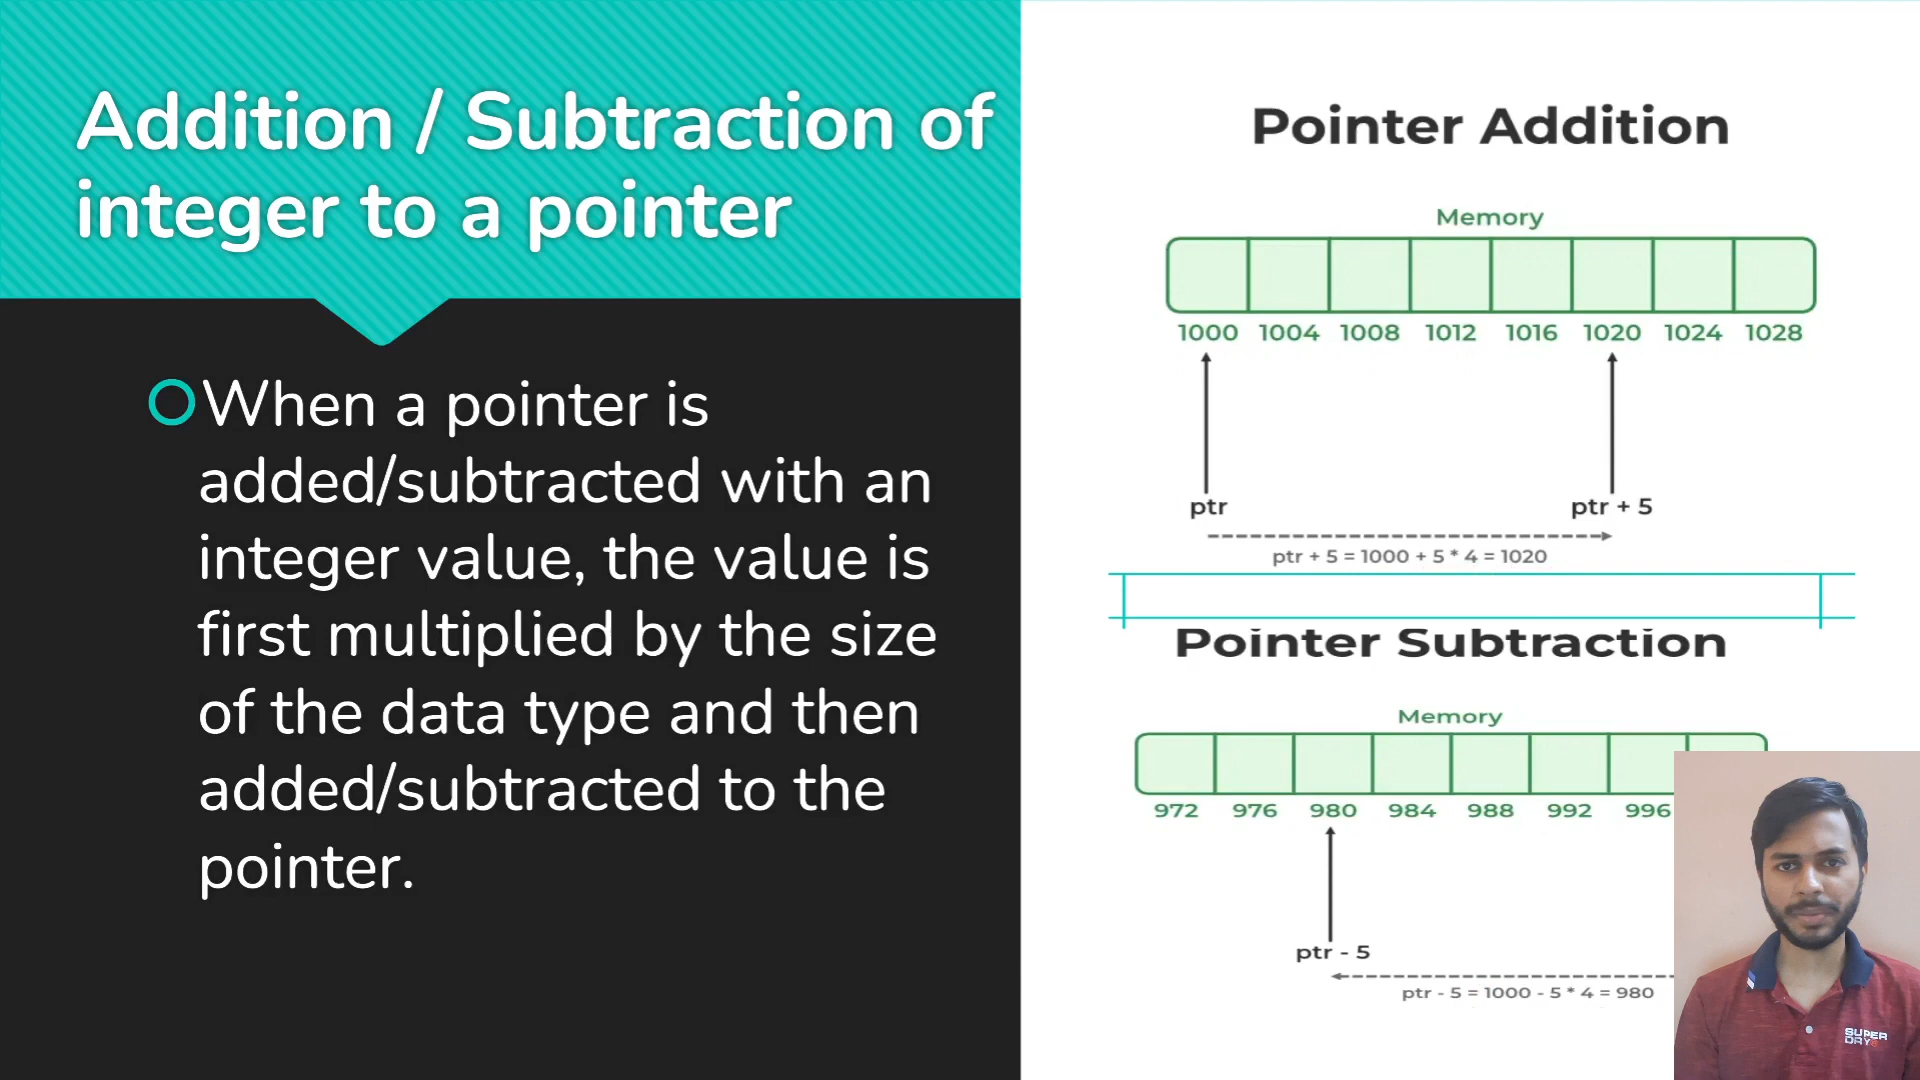 Addition / Subtraction of
integer to a pointer
When a pointer is
added/subtracted with an
integer value, the value is
first multiplied by the size
of the data type and then
added/subtracted to the
pointer.
Pointer Addition
Memory
1000 1004 1008 1012 1016 1020 1024 1028
ptr ptr + 5
ptr + 5 = 1000 + 5 * 4 = 1020
Pointer Subtraction
Memory
972 976 980 984 988 992 996
ptr - 5
ptr - 5 = 1000 - 5 * 4 = 980
SUPER
DRY